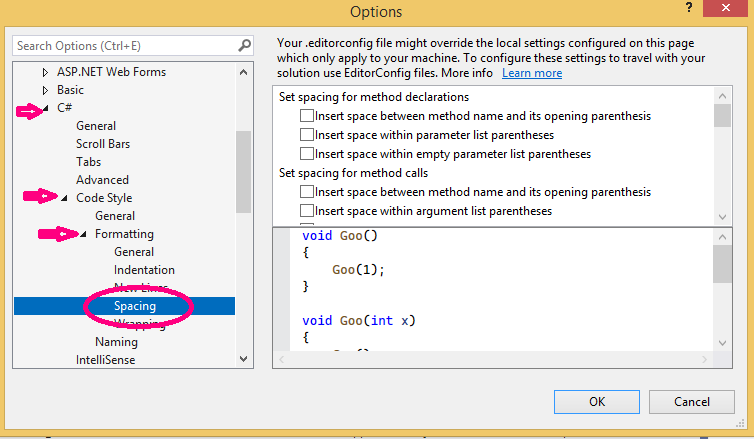 Options
?
Search Options (Ctrl+E)
ASP.NET Web Forms
Basic
C#
General
Scroll Bars
Tabs
Advanced
Code Style
General
Formatting
General
Indentation
New Lines
Spacing
Wrapping
Naming
IntelliSense
Your .editorconfig file might override the local settings configured on this page
which only apply to your machine. To configure these settings to travel with your
solution use EditorConfig files. More info Learn more
Set spacing for method declarations
Insert space between method name and its opening parenthesis
Insert space within parameter list parentheses
Insert space within empty parameter list parentheses
Set spacing for method calls
Insert space between method name and its opening parenthesis
Insert space within argument list parentheses
void Goo()
{
Goo(1);
}
void Goo(int x)
{
OK
Cancel